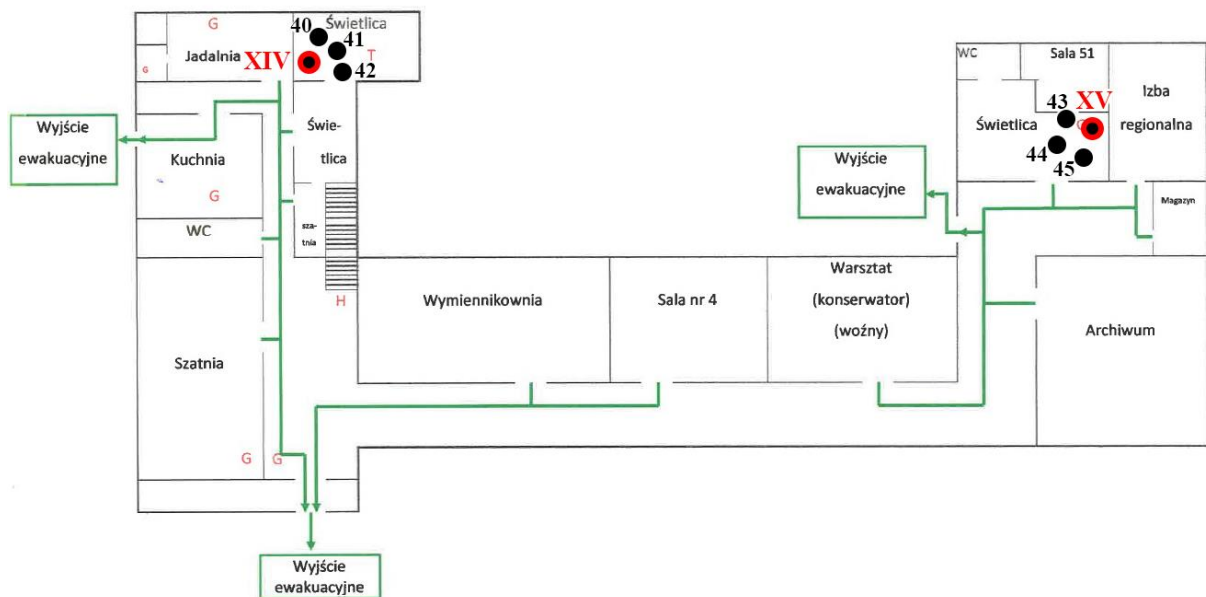 G
40
Świetlica
41
Jadalnia
XIV
T
G
42
WC
Sala 51
Izba
43
XV
Świetlica
G
regionalna
Wyjście
ewakuacyjne
Świe-
tlica
44
45
Kuchnia
Wyjście
ewakuacyjne
G
Magazyn
WC
sza-
tnia
Warsztat
Wymiennikownia
Sala nr 4
(konserwator)
(woźny)
H
Archiwum
Szatnia
G
G
Wyjście
ewakuacyjne